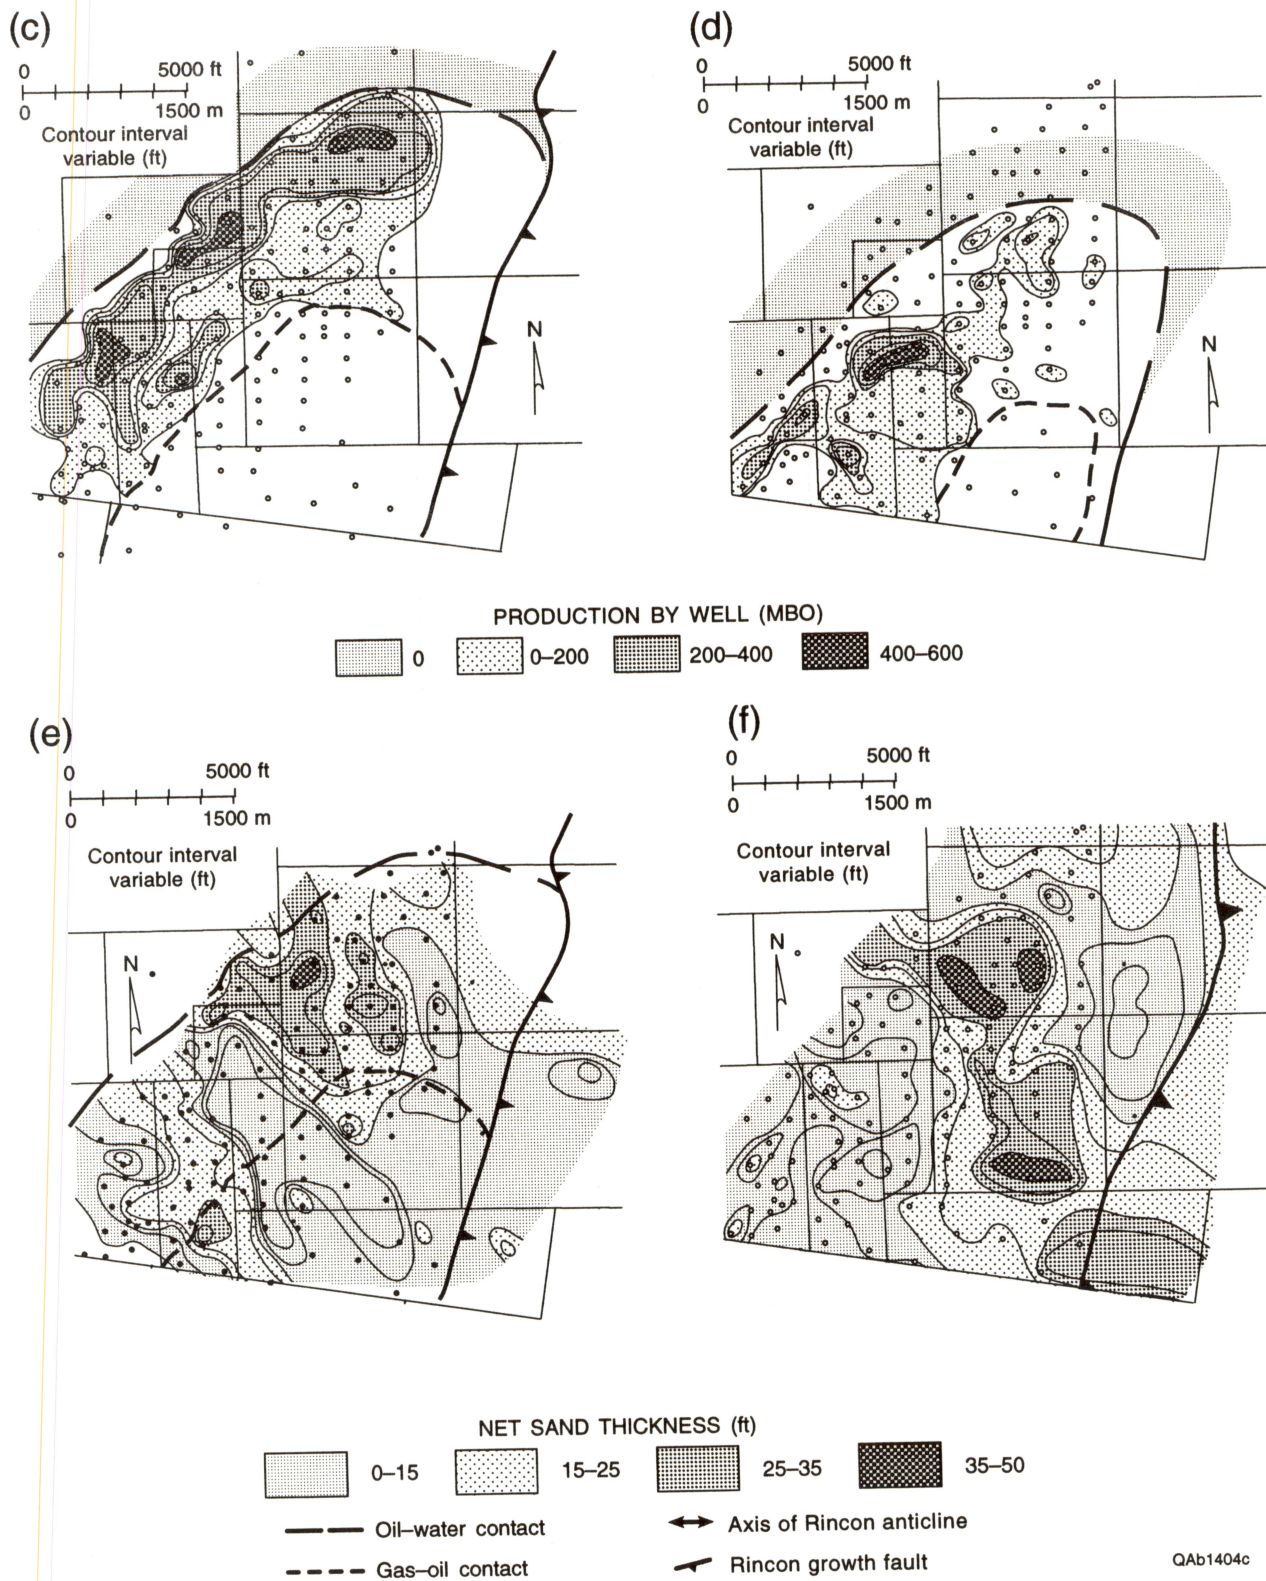 (c)
0 5000 ft
0 1500 m
Contour interval
variable (ft)
N
(d)
0 5000 ft
0 1500 m
Contour interval
variable (ft)
N
PRODUCTION BY WELL (MBO)
0 0–200 200–400 400–600
(e)
0 5000 ft
0 1500 m
Contour interval
variable (ft)
N
(f)
0 5000 ft
0 1500 m
Contour interval
variable (ft)
N
NET SAND THICKNESS (ft)
0–15 15–25 25–35 35–50
Oil–water contact
Axis of Rincon anticline
Gas–oil contact
Rincon growth fault
QAb1404c